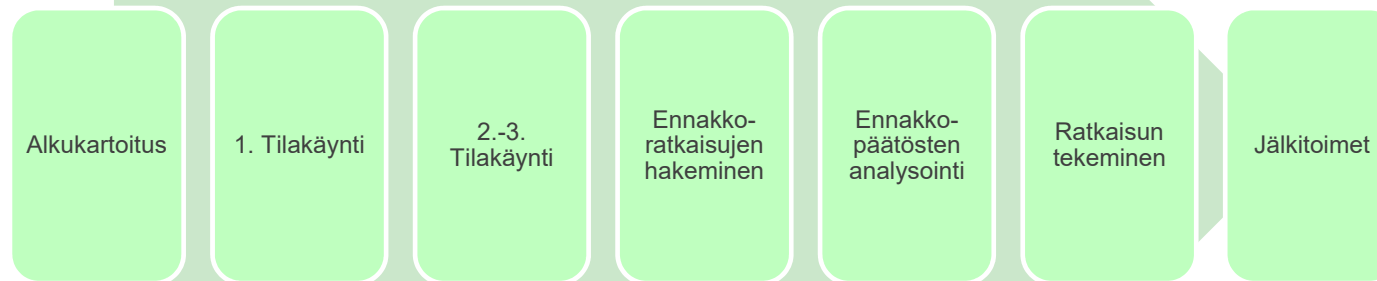 Alkukartoitus
1. Tilakäynti
2.-3.
Tilakäynti
Ennakko-
ratkaisujen
hakeminen
Ennakko-
päätösten
analysointi
Ratkaisun
tekeminen
Jälkitoimet